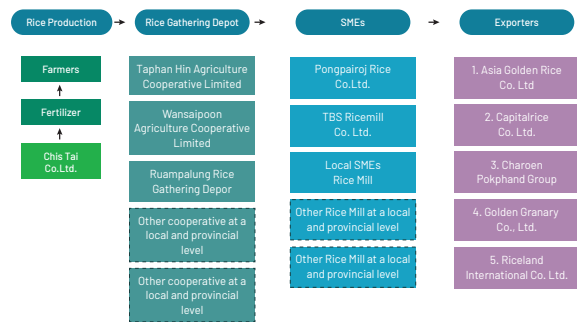 Rice Production
Rice Gathering Depot
SMEs
Exporters
Farmers
Fertilizer
Chis Tai
Co.Ltd.
Taphan Hin Agriculture
Cooperative Limited
Wansaipoon
Agriculture Cooperative
Limited
Ruampalung Rice
Gathering Depor
Other cooperative at a
local and provincial
level
Other cooperative at a
local and provincial
level
Pongpairoj Rice
Co.Ltd.
TBS Ricemill
Co. Ltd.
Local SMEs
Rice Mill
Other Rice Mill at a local
and provincial level
Other Rice Mill at a local
and provincial level
1. Asia Golden Rice
Co. Ltd
2. Capitalrice
Co. Ltd.
3. Charoen
Pokphand Group
4. Golden Granary
Co., Ltd.
5. Riceland
International Co. Ltd.